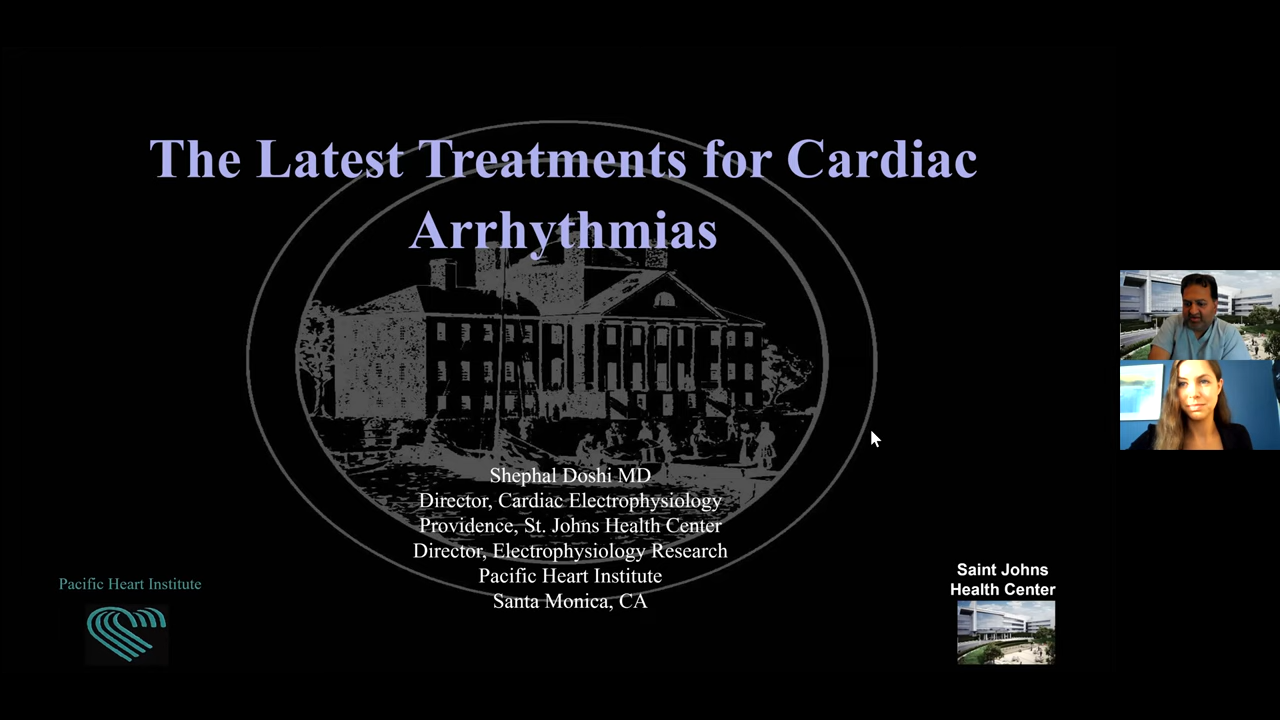 The Latest Treatments for Cardiac
Arrhythmias
Shephal Doshi MD
Director, Cardiac Electrophysiology
Providence, St. Johns Health Center
Director, Electrophysiology Research
Pacific Heart Institute
Santa Monica, CA
Pacific Heart Institute
Saint Johns
Health Center